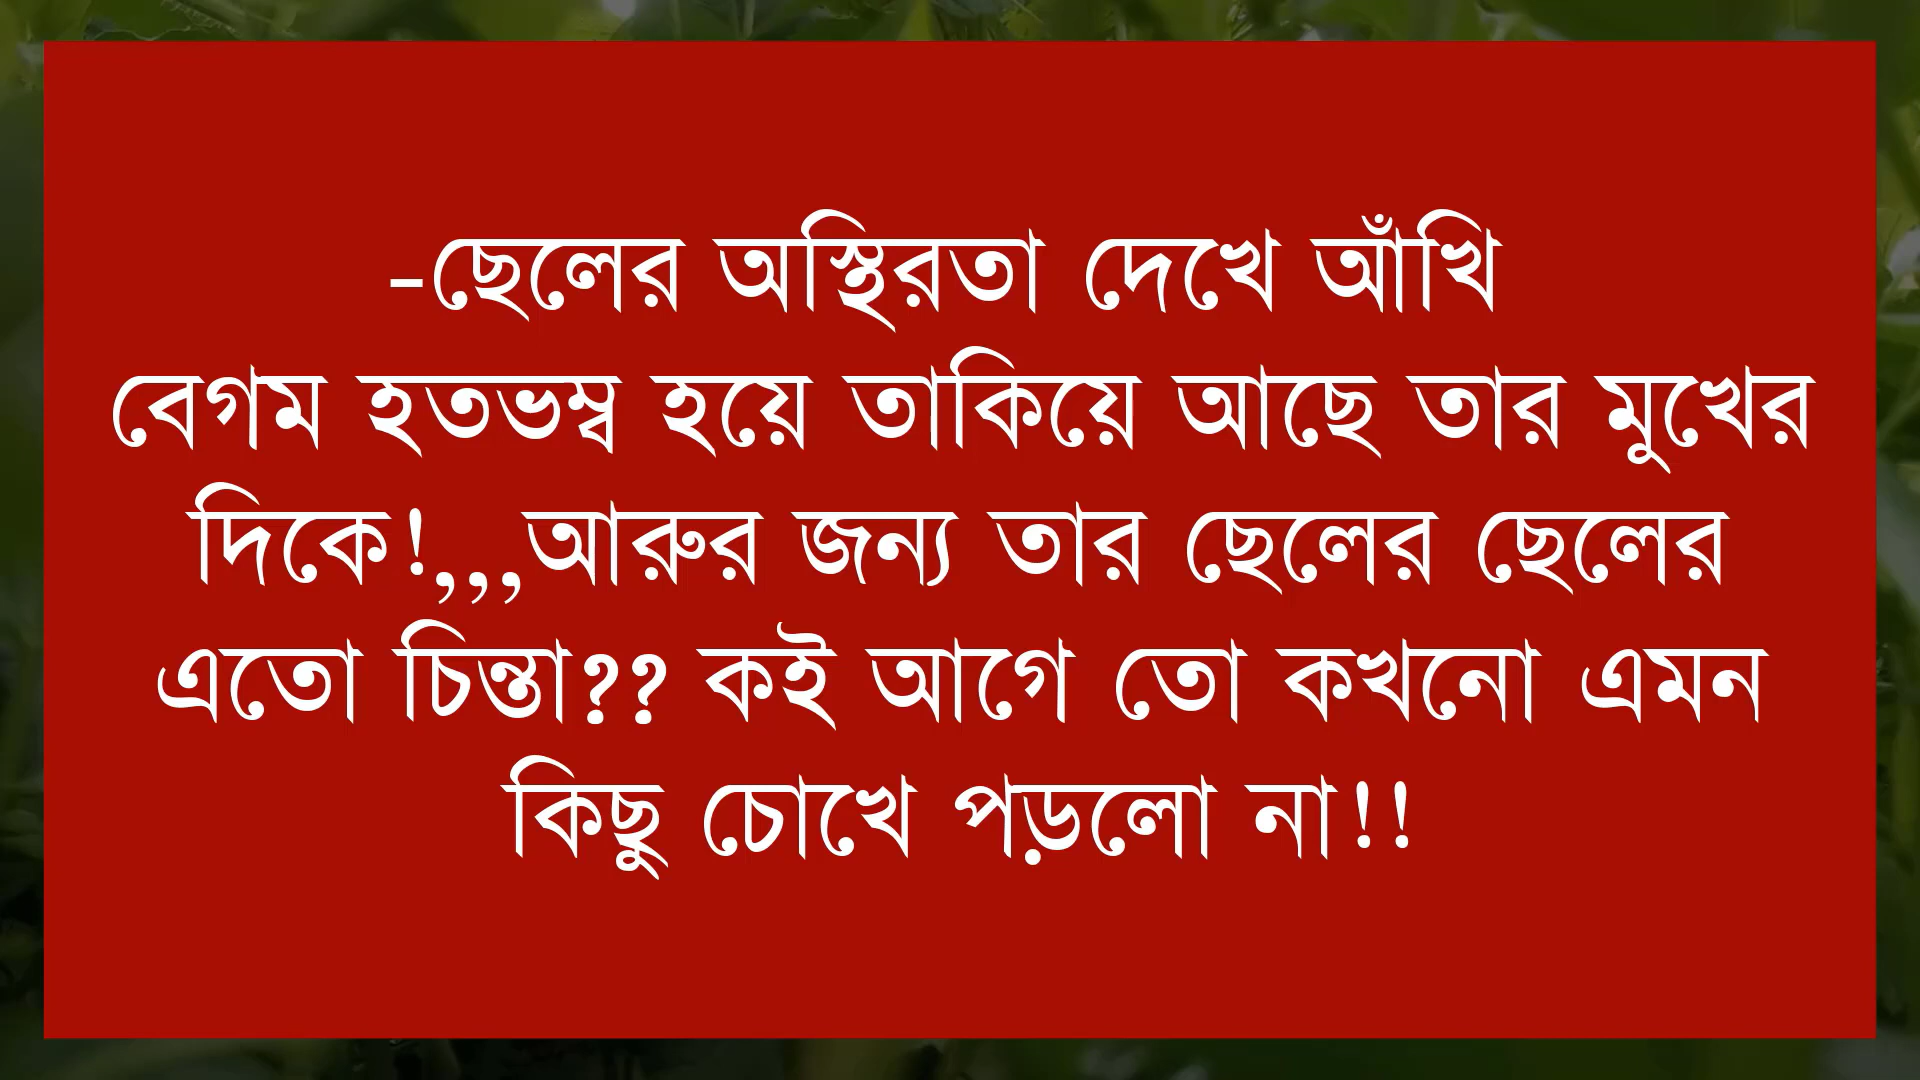 -ছেলের অস্থিরতা দেখে আঁখি
বেগম হতভম্ব হয়ে তাকিয়ে আছে তার মুখের
দিকে!,,,আরুর জন্য তার ছেলের ছেলের
এতো চিন্তা?? কই আগে তো কখনো এমন
কিছু চোখে পড়লো না!!